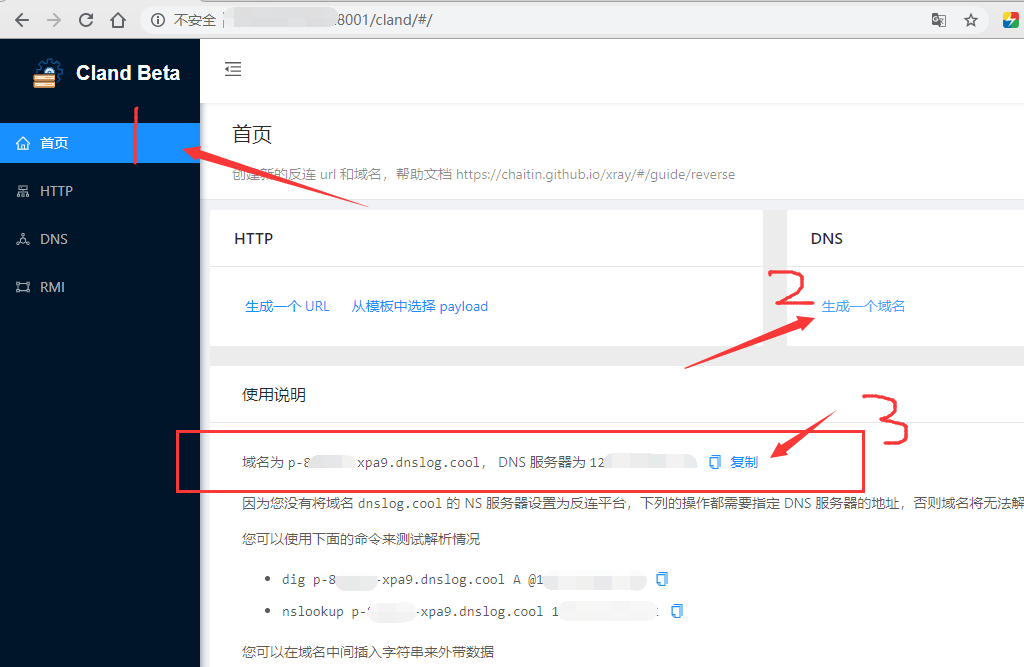 不安全 8001/cland/#/
Cland Beta
1
首页
HTTP
DNS
RMI
首页
创建新的反连 url 和域名，帮助文档 https://chaitin.github.io/xray/#/guide/reverse
HTTP
生成一个 URL 从模板中选择 payload
DNS
2
生成一个域名
使用说明
3
域名为 p-8 xpa9.dnslog.cool， DNS 服务器为 12 复制
因为您没有将域名 dnslog.cool 的 NS 服务器设置为反连平台，下列的操作都需要指定 DNS 服务器的地址，否则域名将无法解
您可以使用下面的命令来测试解析情况
• dig p-8 -xpa9.dnslog.cool A @1
• nslookup p- -xpa9.dnslog.cool 1
您可以在域名中间插入字符串来外带数据